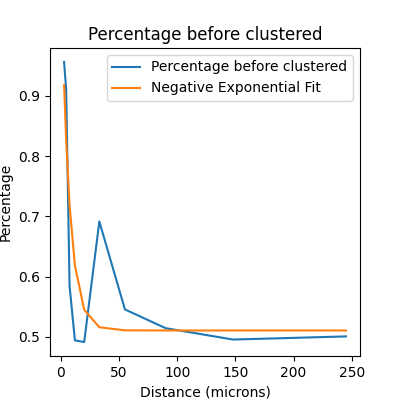 Percentage before clustered
Percentage before clustered
Negative Exponential Fit
Percentage
0.9
0.8
0.7
0.6
0.5
0 50 100 150 200 250
Distance (microns)